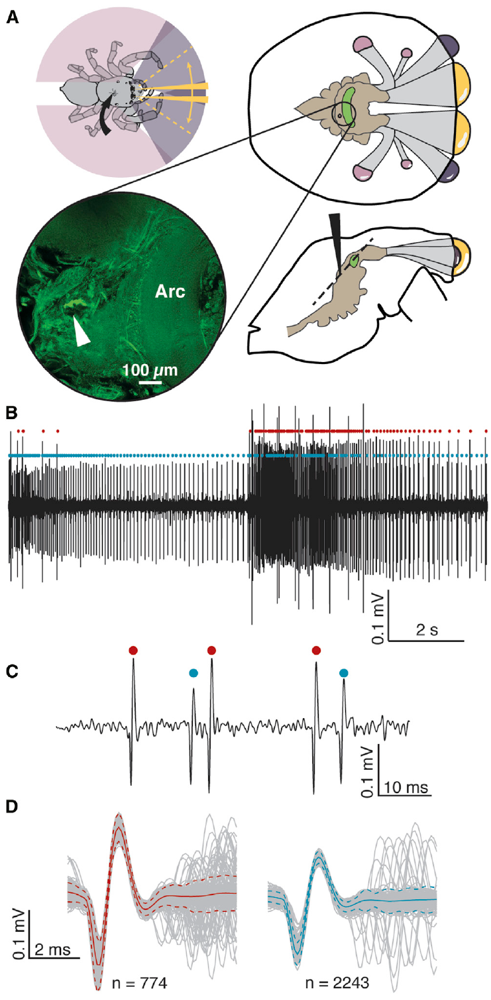 A
Arc
100 µm
B
0.1 mV
2 s
C
0.1 mV
10 ms
D
0.1 mV
2 ms
n = 774
n = 2243